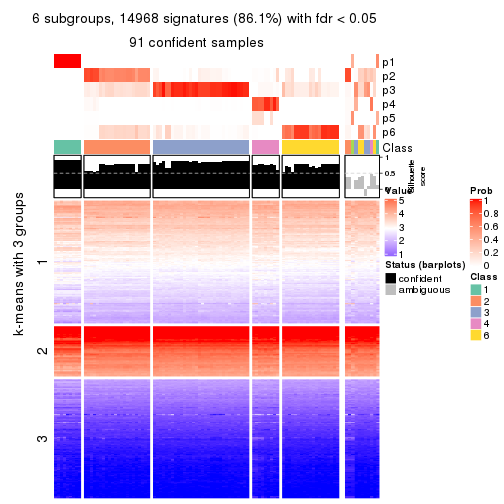 6 subgroups, 14968 signatures (86.1%) with fdr < 0.05
91 confident samples
p1
p2
p3
p4
p5
p6
Class
1
0.5
0
Silhouette
score
k-means with 3 groups
1
2
3
Value
5
4
3
2
1
Status (barplots)
confident
ambiguous
Prob
1
0.8
0.6
0.4
0.2
0
Class
1
2
3
4
6